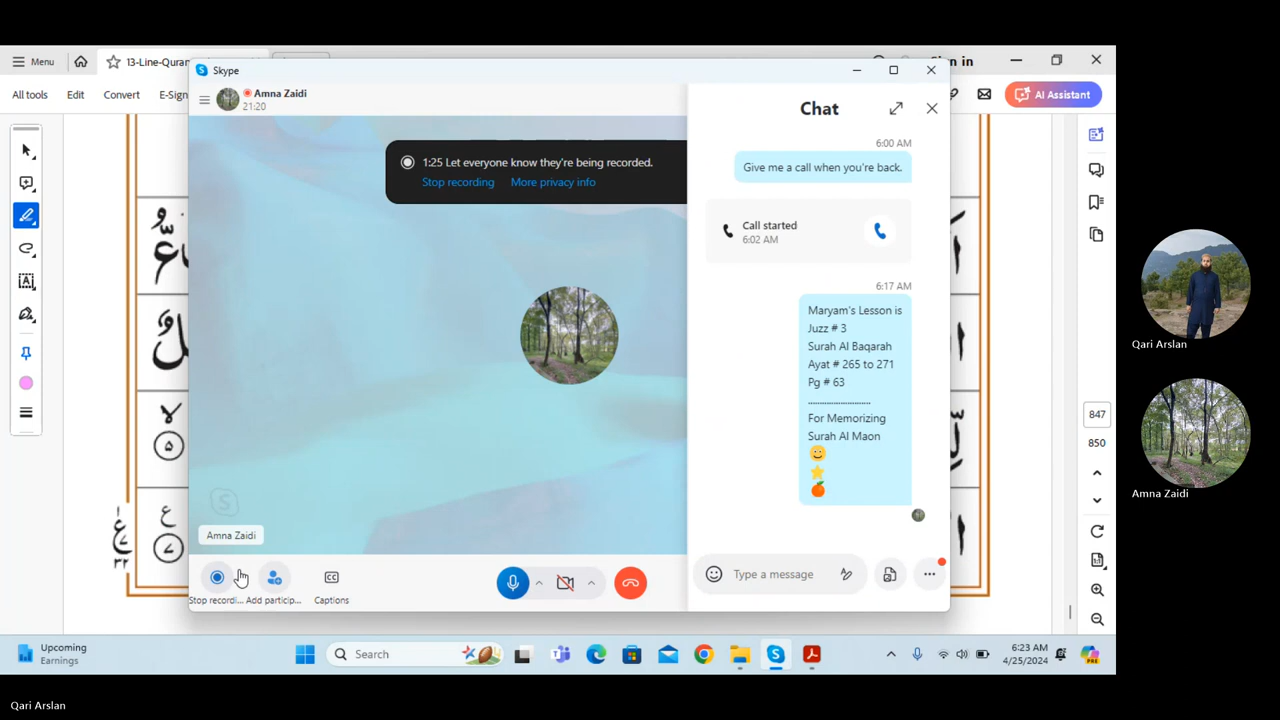 Menu
13-Line-Quran
Sign in
All tools
Edit
Convert
E-Sign
AI Assistant
Skype
Amna Zaidi
21:20
1:25 Let everyone know they're being recorded.
Stop recording
More privacy info
Chat
6:00 AM
Give me a call when you're back.
Call started
6:02 AM
6:17 AM
Maryam's Lesson is
Juzz # 3
Surah Al Baqarah
Ayat # 265 to 271
Pg # 63
..........................
For Memorizing
Surah Al Maon
Amna Zaidi
Stop recordi...
Add particip...
CC
Captions
Type a message
847
850
٥
ع
٧
ع
٧
٣٢
Qari Arslan
Amna Zaidi
Upcoming
Earnings
Search
6:23 AM
4/25/2024
Qari Arslan